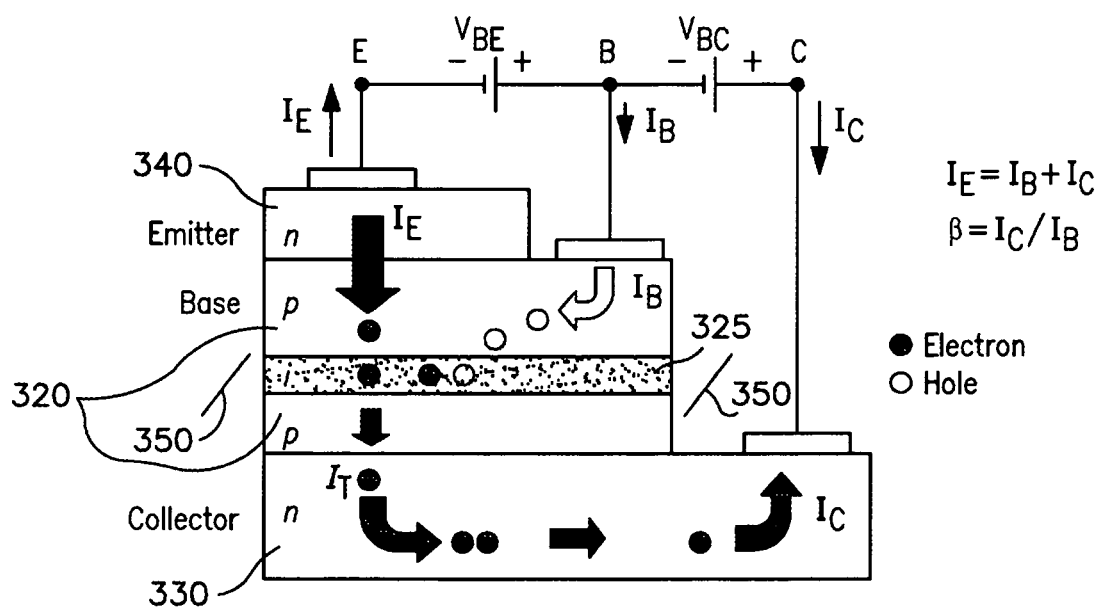 V_BE
V_BC
E
B
C
- +
- +
I_E
I_B
I_C
340
I_E = I_B + I_C
Emitter n
I_E
β = I_C / I_B
Base p
I_B
325
Electron
i
Hole
320
350
350
p
I_T
Collector n
I_C
330